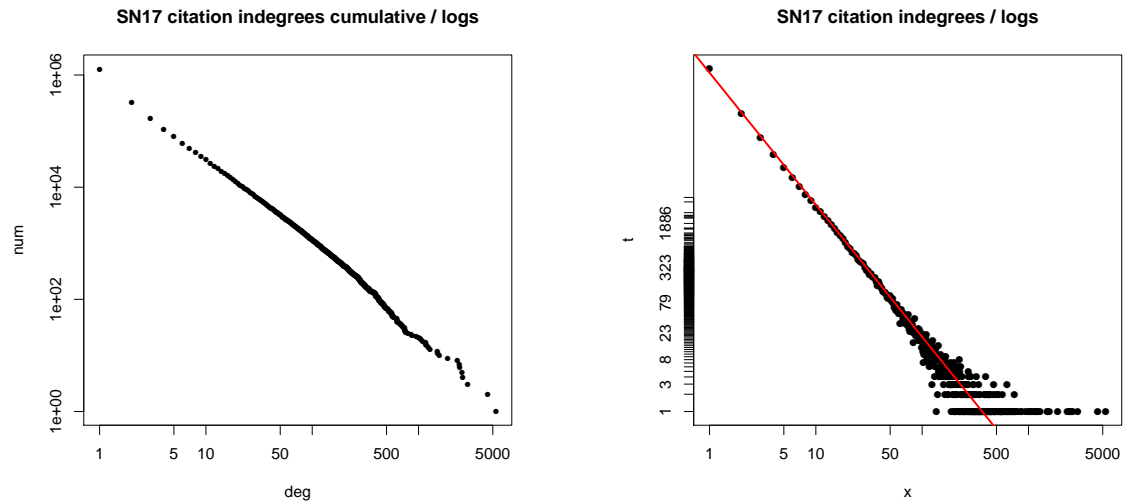 SN17 citation indegrees cumulative / logs
num
1e+06
1e+04
1e+02
1e+00
1
5
10
50
500
5000
deg
SN17 citation indegrees / logs
t
1886
323
79
23
8
3
1
1
5
10
50
500
5000
x